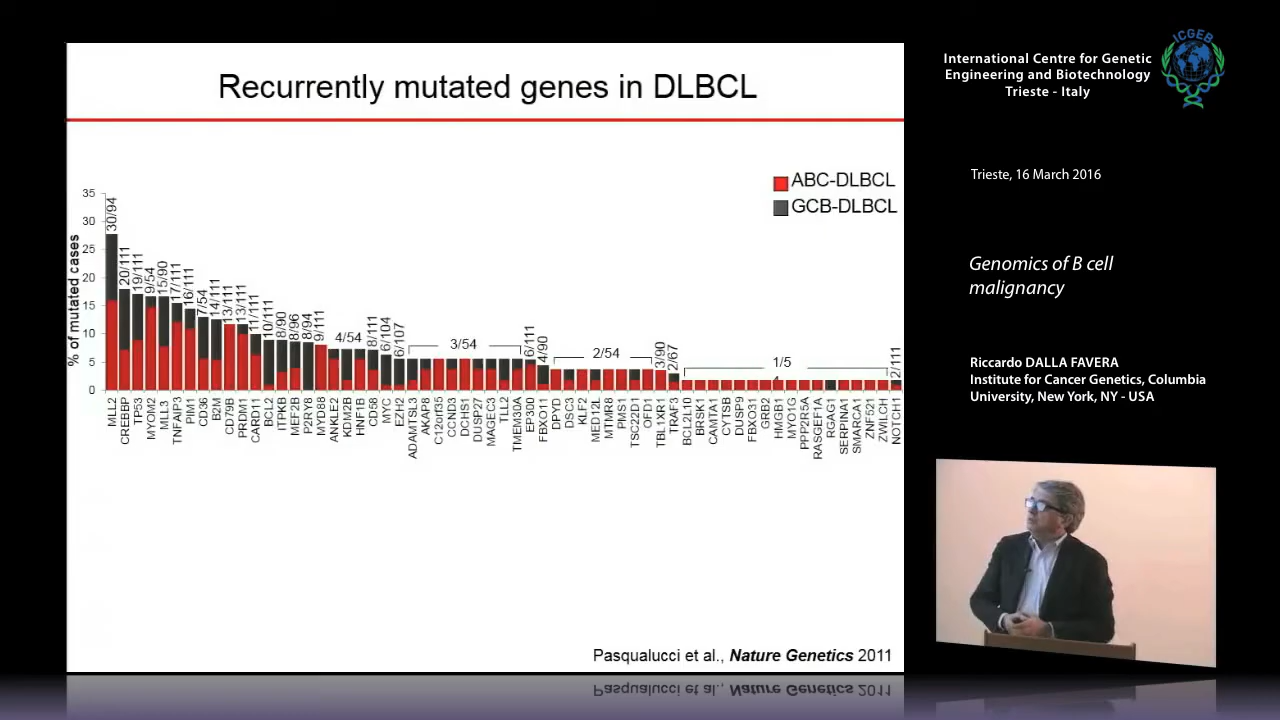 Recurrently mutated genes in DLBCL
ABC-DLBCL
GCB-DLBCL
% of mutated cases
35
30
25
20
15
10
5
0
30/94
20/111
19/111
9/54
15/90
17/111
16/111
7/54
14/111
13/111
13/111
11/111
10/111
8/90
8/96
8/94
9/111
4/54
8/111
6/104
6/107
3/54
6/111
4/90
2/54
3/90
2/67
1/5
2/111
MLL2
CREBBP
TP53
MYOM2
MLL3
TNFAIP3
PIM1
CD36
B2M
CD79B
PRDM1
CARD11
BCL2
ITPKB
MEF2B
P2RY8
MYD88
ANKLE2
KDM2B
HNF1B
CD58
MYC
EZH2
ADAMTSL3
AKAP8
C12orf35
CCND3
DCHS1
DUSP27
MAGEC3
TLL2
TMEM30A
EP300
FBXO11
DPYD
DSC3
KLF2
MED12L
MTMR8
PMS1
TSC22D1
OFD1
TBL1XR1
TRAF3
BCL2L10
BRSK1
CAMTA1
CYTSB
DUSP9
FBXO31
GRB2
HMGB1
MYO1G
PPP2R5A
RASGEF1A
RGAG1
SERPINA
SMARCA1
ZNF521
ZWILCH
NOTCH1
Pasqualucci et al., Nature Genetics 2011
International Centre for Genetic
Engineering and Biotechnology
Trieste - Italy
ICGEB
Trieste, 16 March 2016
Genomics of B cell
malignancy
Riccardo DALLA FAVERA
Institute for Cancer Genetics, Columbia
University, New York, NY - USA
Pasqualucci et al., Nature Genetics 2011